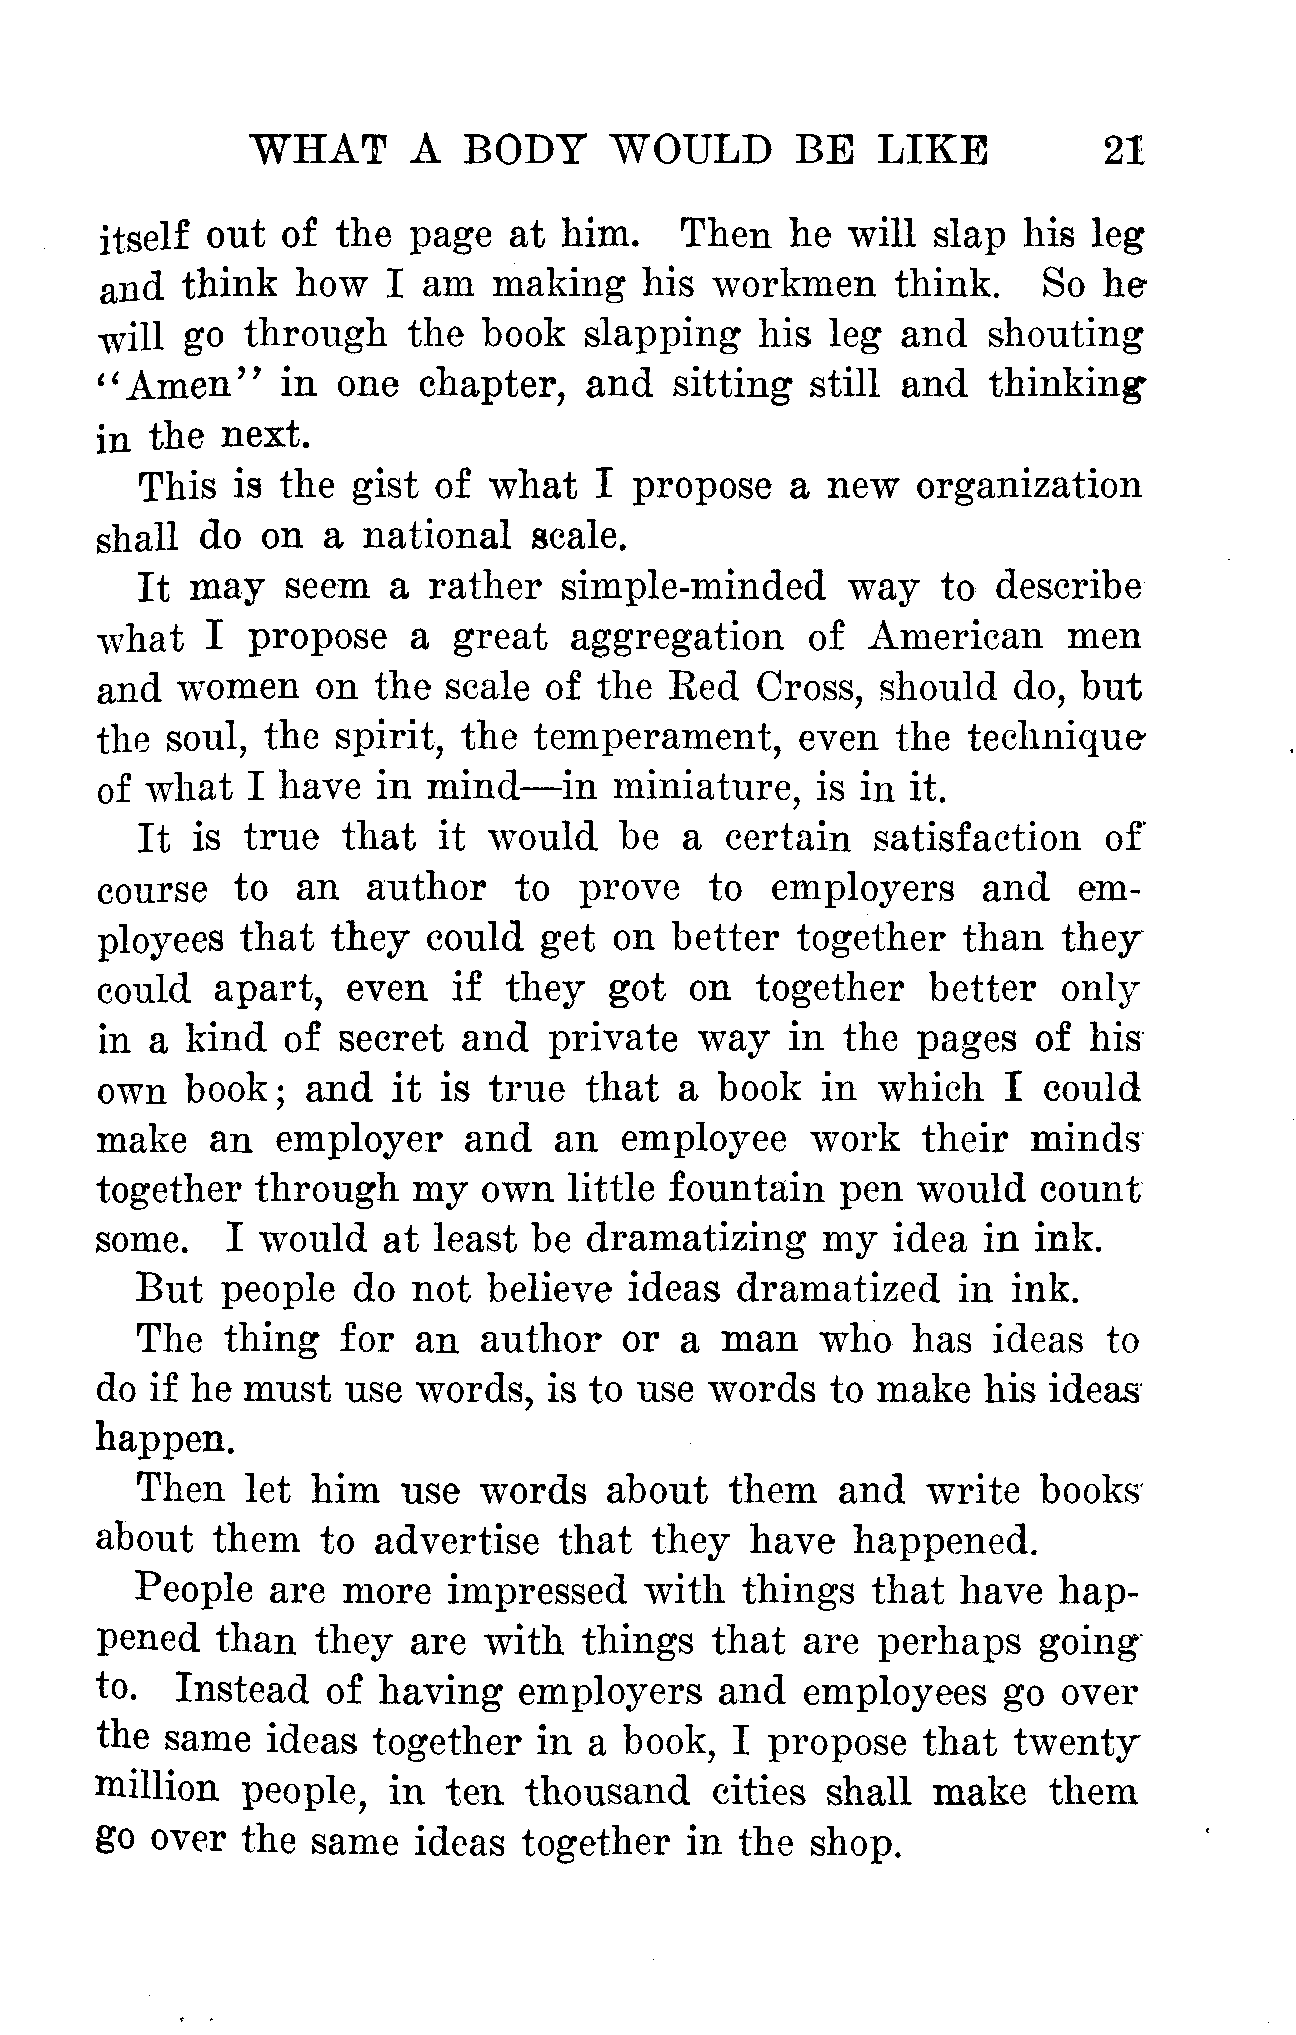 WHAT A BODY WOULD BE LIKE 21
itself out of the page at him. Then he will slap his leg
and think how I am making his workmen think. So he
will go through the book slapping his leg and shouting
"Amen" in one chapter, and sitting still and thinking
in the next.
This is the gist of what I propose a new organization
shall do on a national scale.
It may seem a rather simple-minded way to describe
what I propose a great aggregation of American men
and women on the scale of the Red Cross, should do, but
the soul, the spirit, the temperament, even the technique
of what I have in mind—in miniature, is in it.
It is true that it would be a certain satisfaction of
course to an author to prove to employers and em-
ployees that they could get on better together than they
could apart, even if they got on together better only
in a kind of secret and private way in the pages of his
own book; and it is true that a book in which I could
make an employer and an employee work their minds
together through my own little fountain pen would count
some. I would at least be dramatizing my idea in ink.
But people do not believe ideas dramatized in ink.
The thing for an author or a man who has ideas to
do if he must use words, is to use words to make his ideas
happen.
Then let him use words about them and write books
about them to advertise that they have happened.
People are more impressed with things that have hap-
pened than they are with things that are perhaps going
to. Instead of having employers and employees go over
the same ideas together in a book, I propose that twenty
million people, in ten thousand cities shall make them
go over the same ideas together in the shop.